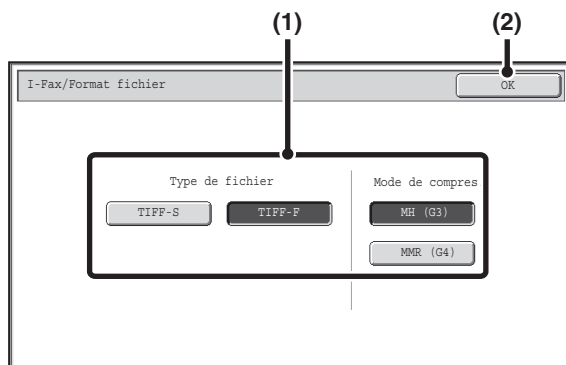 (1) (2)
I-Fax/Format fichier OK
Type de fichier Mode de compres
TIFF-S TIFF-F MH (G3)
MMR (G4)